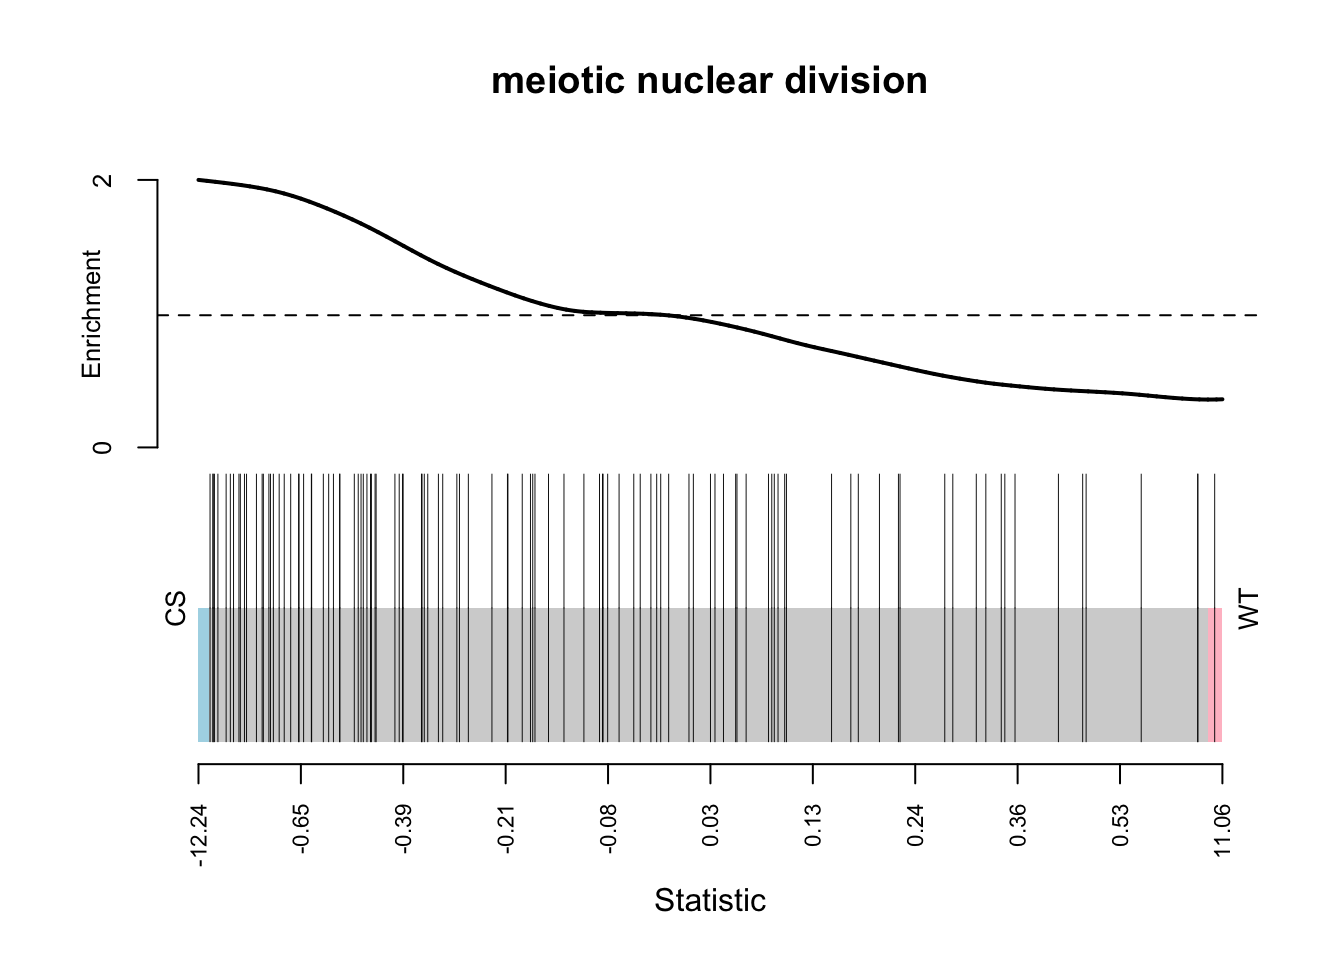 meiotic nuclear division
2
Enrichment
0
CS
WT
-12.24
-0.65
-0.39
-0.21
-0.08
0.03
0.13
0.24
0.36
0.53
11.06
Statistic